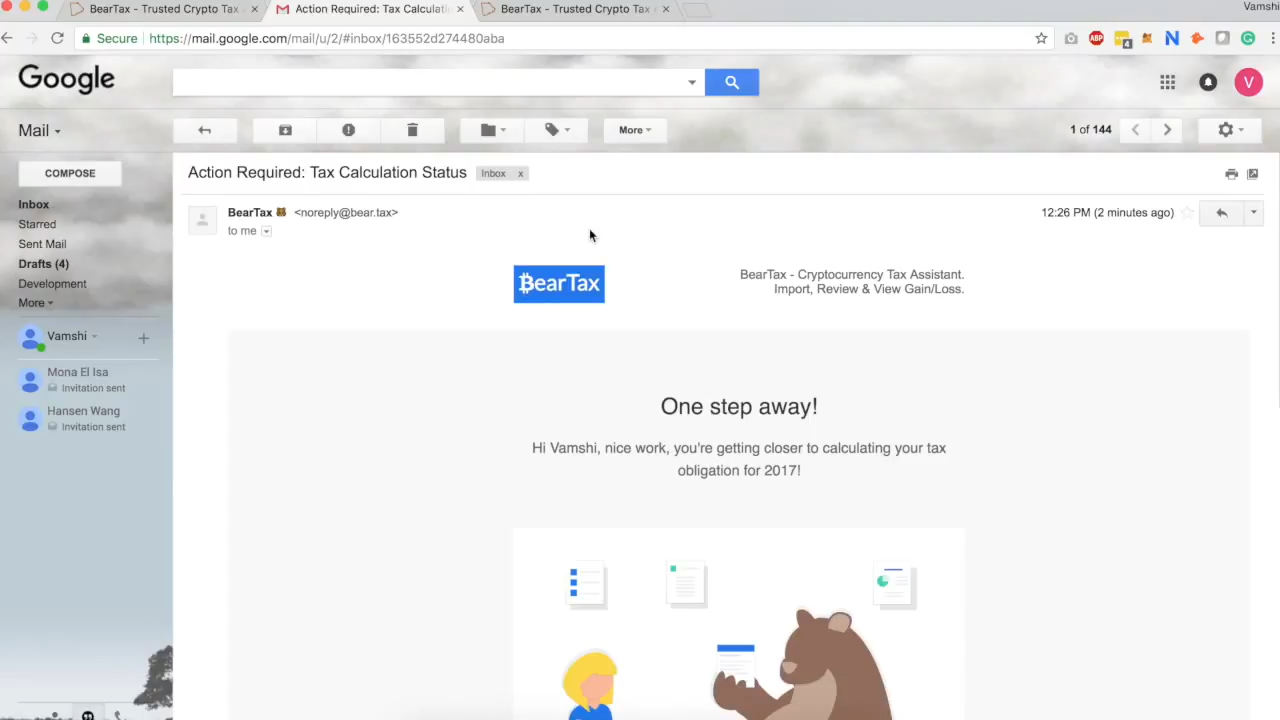 BearTax - Trusted Crypto Tax
Action Required: Tax Calculati
BearTax - Trusted Crypto Tax
Vamshi
Secure
https://mail.google.com/mail/u/2/#inbox/163552d274480aba
ABP
4
N
G
Google
V
Mail
More
1 of 144
COMPOSE
Action Required: Tax Calculation Status
Inbox x
Inbox
Starred
Sent Mail
Drafts (4)
Development
More
BearTax <noreply@bear.tax>
12:26 PM (2 minutes ago)
to me
BearTax
BearTax - Cryptocurrency Tax Assistant.
Import, Review & View Gain/Loss.
Vamshi
Mona El Isa
Invitation sent
Hansen Wang
Invitation sent
One step away!
Hi Vamshi, nice work, you're getting closer to calculating your tax
obligation for 2017!